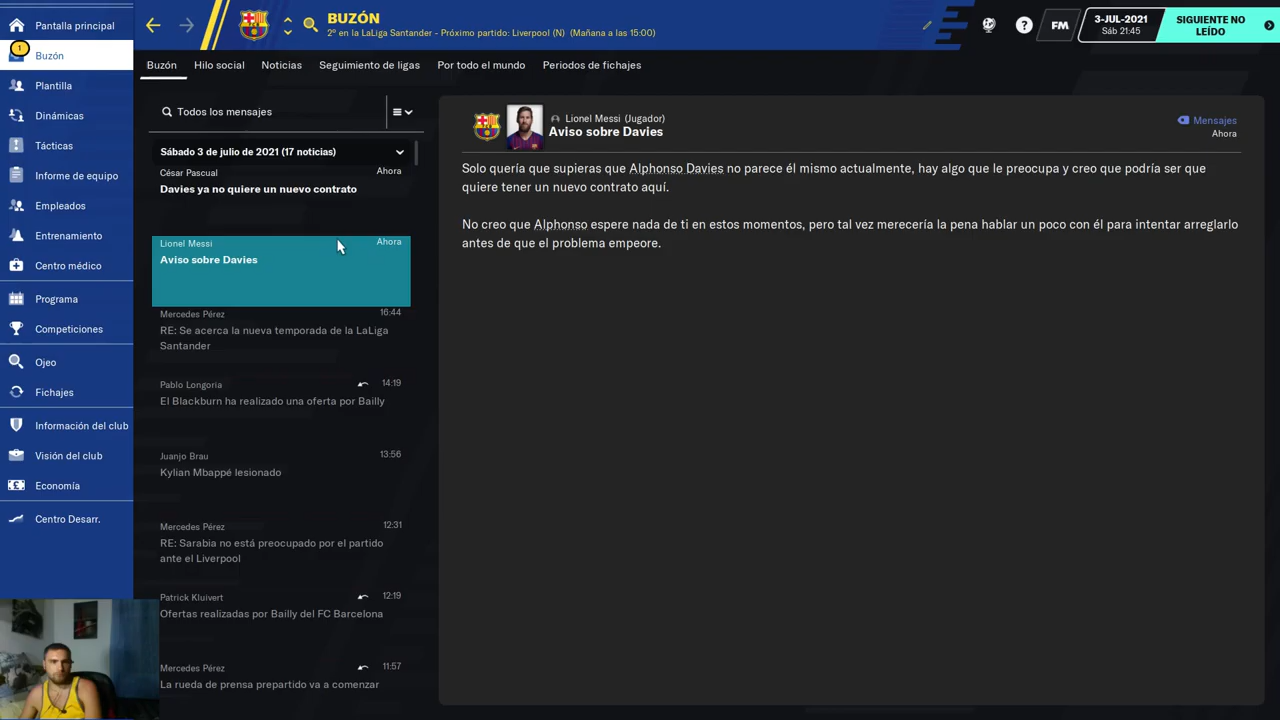 Pantalla principal
1
Buzón
Plantilla
Dinámicas
Tácticas
Informe de equipo
Empleados
Entrenamiento
Centro médico
Programa
Competiciones
Ojeo
Fichajes
Información del club
Visión del club
Economía
Centro Desarr.
BUZÓN
2º en la LaLiga Santander - Próximo partido: Liverpool (N) (Mañana a las 15:00)
?
FM
3-JUL-2021
Sáb 21:45
SIGUIENTE NO
LEÍDO
Buzón
Hilo social
Noticias
Seguimiento de ligas
Por todo el mundo
Periodos de fichajes
Todos los mensajes
Sábado 3 de julio de 2021 (17 noticias)
César Pascual
Ahora
Davies ya no quiere un nuevo contrato
Lionel Messi
Ahora
Aviso sobre Davies
Mercedes Pérez
16:44
RE: Se acerca la nueva temporada de la LaLiga
Santander
Pablo Longoria
14:19
El Blackburn ha realizado una oferta por Bailly
Juanjo Brau
13:56
Kylian Mbappé lesionado
Mercedes Pérez
12:31
RE: Sarabia no está preocupado por el partido
ante el Liverpool
Patrick Kluivert
12:19
Ofertas realizadas por Bailly del FC Barcelona
Mercedes Pérez
11:57
La rueda de prensa prepartido va a comenzar
Lionel Messi (Jugador)
Aviso sobre Davies
Mensajes
Ahora
Solo quería que supieras que Alphonso Davies no parece él mismo actualmente, hay algo que le preocupa y creo que podría ser que
quiere tener un nuevo contrato aquí.
No creo que Alphonso espere nada de ti en estos momentos, pero tal vez merecería la pena hablar un poco con él para intentar arreglarlo
antes de que el problema empeore.